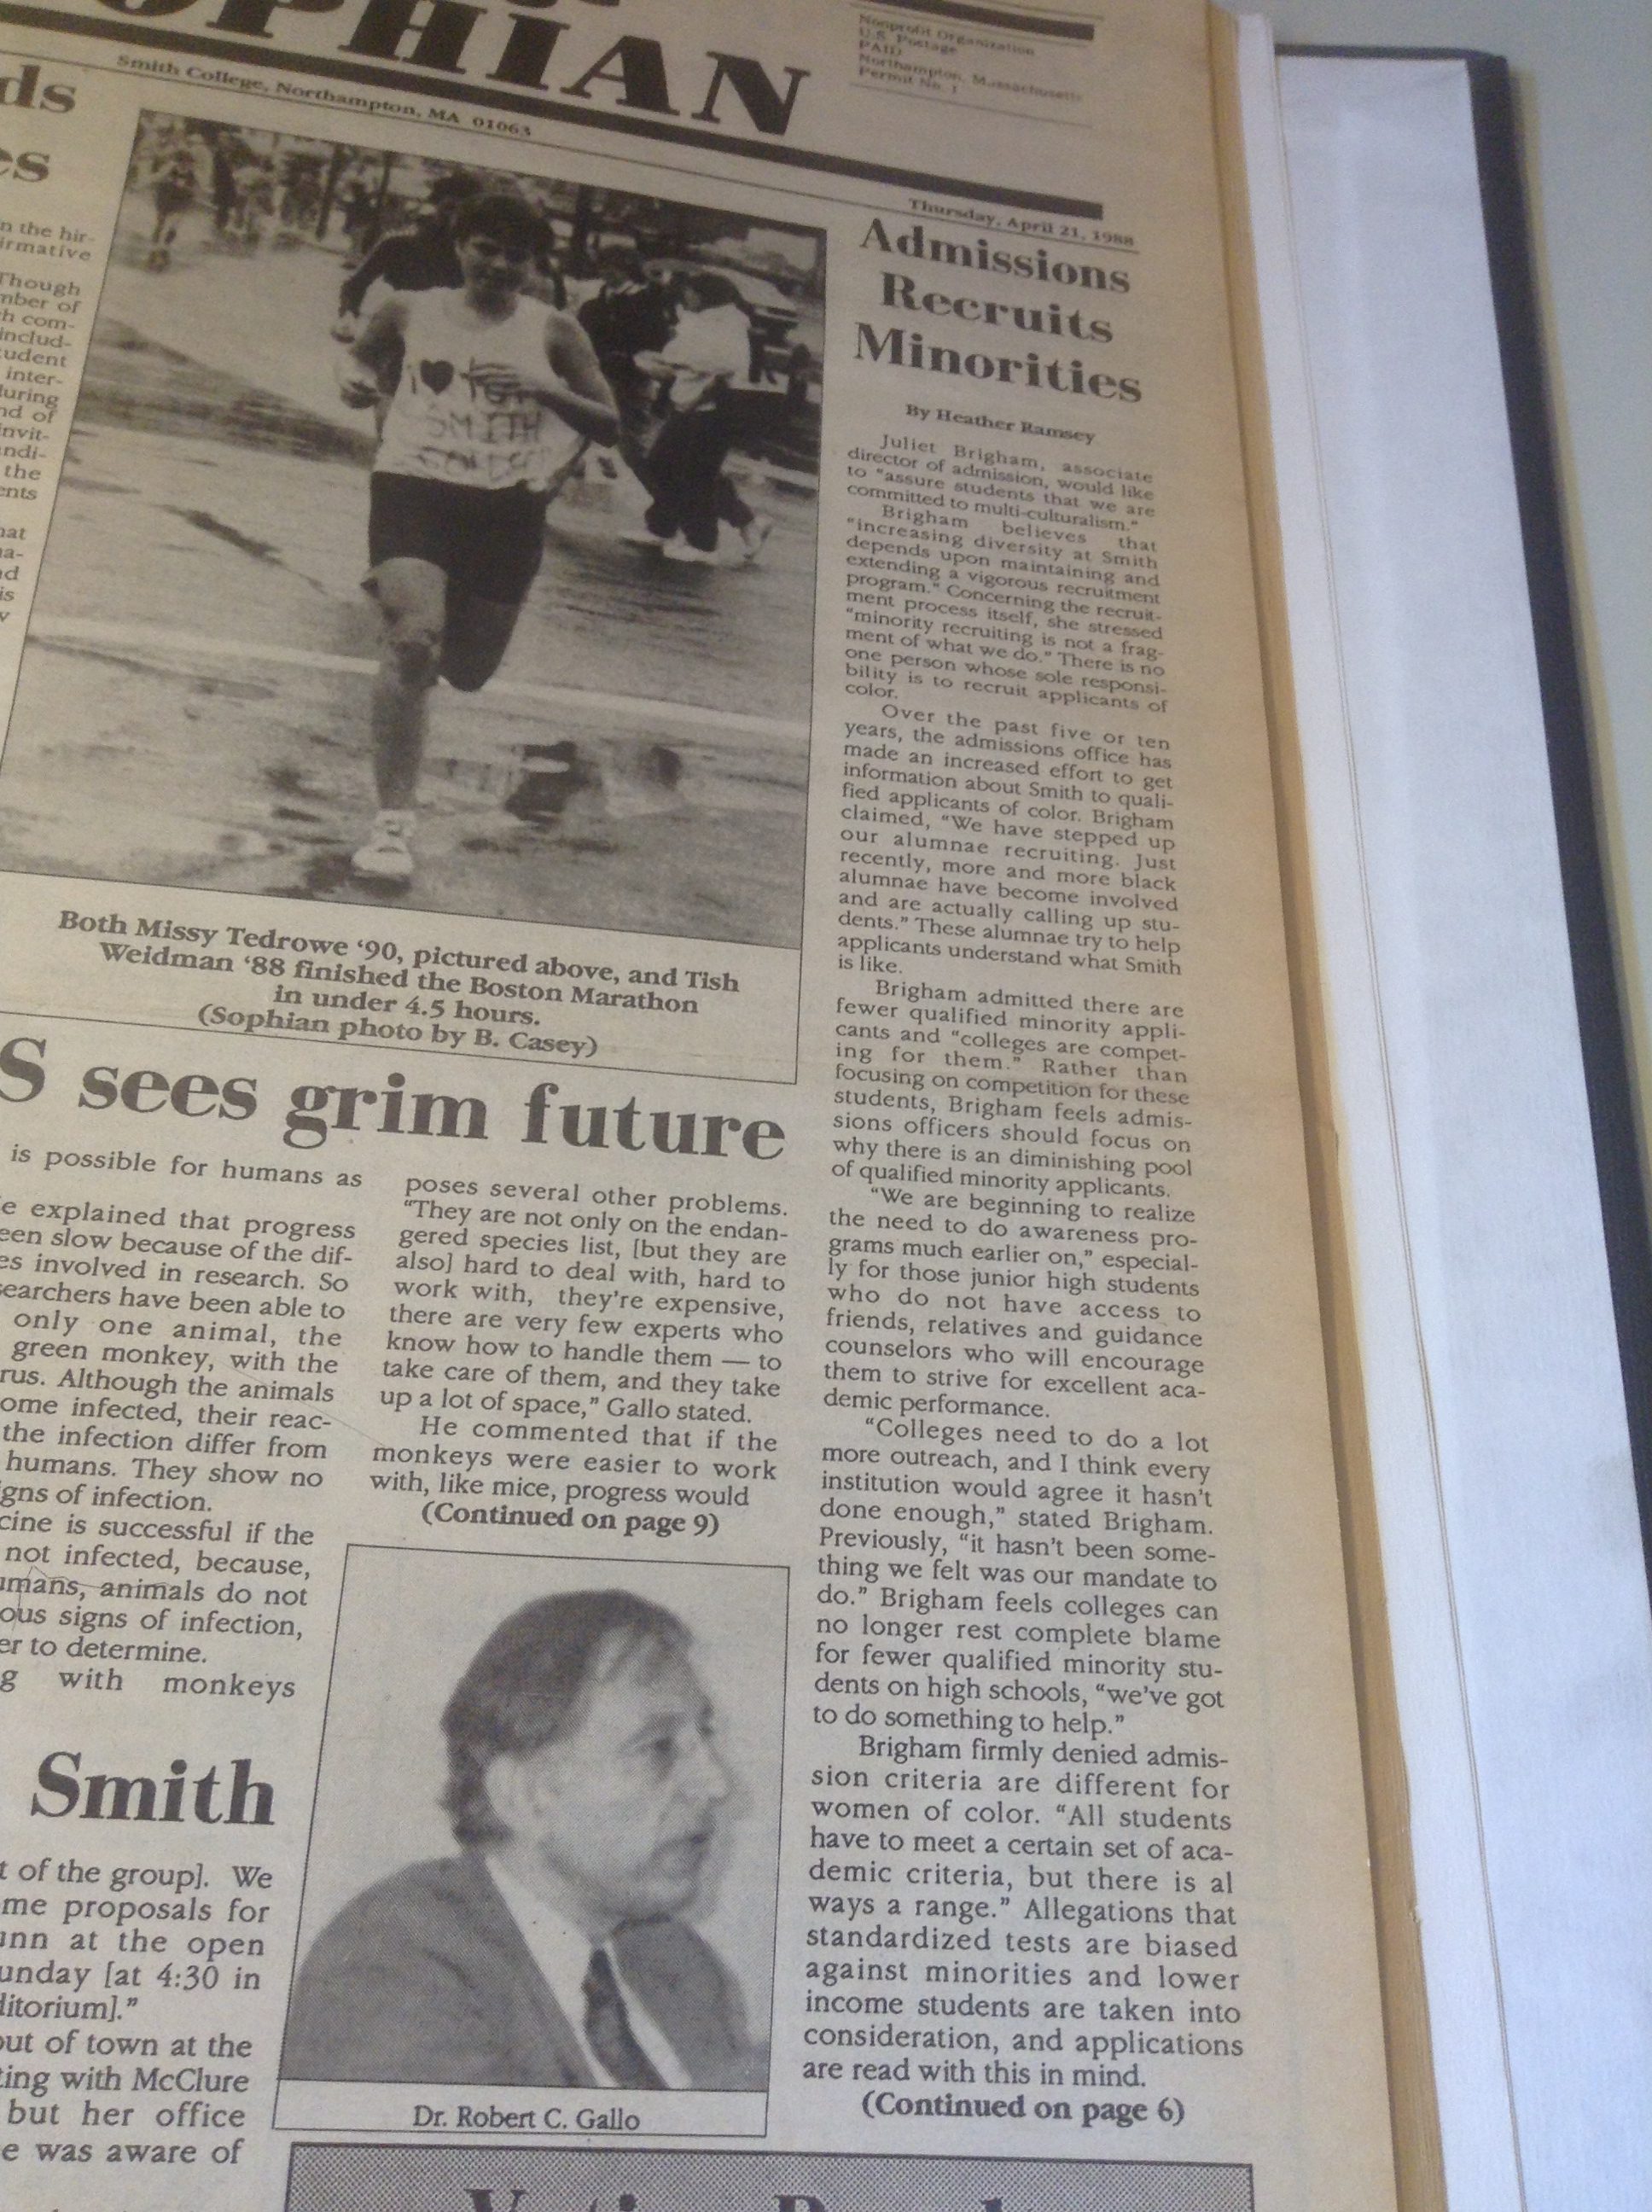 OPHIAN
Nonprofit Organization
U.S. Postage
PAID
Northampton, Massachusetts
Permit No. 1
Smith College, Northampton, MA 01063
Thursday, April 21, 1988
ds
es
n the hir-
irmative
Though
mber of
h com-
includ-
tudent
inter-
luring
nd of
invit-
ndi-
the
ents
hat
na-
nd
is
I ♥
SMITH
Both Missy Tedrowe ‘90, pictured above, and Tish
Weidman ‘88 finished the Boston Marathon
in under 4.5 hours.
(Sophian photo by B. Casey)
S sees grim future
is possible for humans as
e explained that progress
een slow because of the dif-
es involved in research. So
searchers have been able to
only one animal, the
green monkey, with the
rus. Although the animals
ome infected, their reac-
the infection differ from
humans. They show no
gns of infection.
cine is successful if the
not infected, because,
umans, animals do not
ous signs of infection,
er to determine.
g with monkeys
poses several other problems.
“They are not only on the endan-
gered species list, [but they are
also] hard to deal with, hard to
work with, they’re expensive,
there are very few experts who
know how to handle them — to
take care of them, and they take
up a lot of space,” Gallo stated.
He commented that if the
monkeys were easier to work
with, like mice, progress would
(Continued on page 9)
Dr. Robert C. Gallo
Smith
t of the group]. We
me proposals for
unn at the open
unday [at 4:30 in
ditorium].”
out of town at the
ting with McClure
but her office
e was aware of
Admissions
Recruits
Minorities
By Heather Ramsey
Juliet Brigham, associate
director of admission, would like
to “assure students that we are
committed to multi-culturalism.”
Brigham believes that
“increasing diversity at Smith
depends upon maintaining and
extending a vigorous recruitment
program.” Concerning the recruit-
ment process itself, she stressed
“minority recruiting is not a frag-
ment of what we do.” There is no
one person whose sole responsi-
bility is to recruit applicants of
color.
Over the past five or ten
years, the admissions office has
made an increased effort to get
information about Smith to quali-
fied applicants of color. Brigham
claimed, “We have stepped up
our alumnae recruiting. Just
recently, more and more black
alumnae have become involved
and are actually calling up stu-
dents.” These alumnae try to help
applicants understand what Smith
is like.
Brigham admitted there are
fewer qualified minority appli-
cants and “colleges are compet-
ing for them.” Rather than
focusing on competition for these
students, Brigham feels admis-
sions officers should focus on
why there is an diminishing pool
of qualified minority applicants.
“We are beginning to realize
the need to do awareness pro-
grams much earlier on,” especial-
ly for those junior high students
who do not have access to
friends, relatives and guidance
counselors who will encourage
them to strive for excellent aca-
demic performance.
“Colleges need to do a lot
more outreach, and I think every
institution would agree it hasn’t
done enough,” stated Brigham.
Previously, “it hasn’t been some-
thing we felt was our mandate to
do.” Brigham feels colleges can
no longer rest complete blame
for fewer qualified minority stu-
dents on high schools, “we’ve got
to do something to help.”
Brigham firmly denied admis-
sion criteria are different for
women of color. “All students
have to meet a certain set of aca-
demic criteria, but there is al
ways a range.” Allegations that
standardized tests are biased
against minorities and lower
income students are taken into
consideration, and applications
are read with this in mind.
(Continued on page 6)